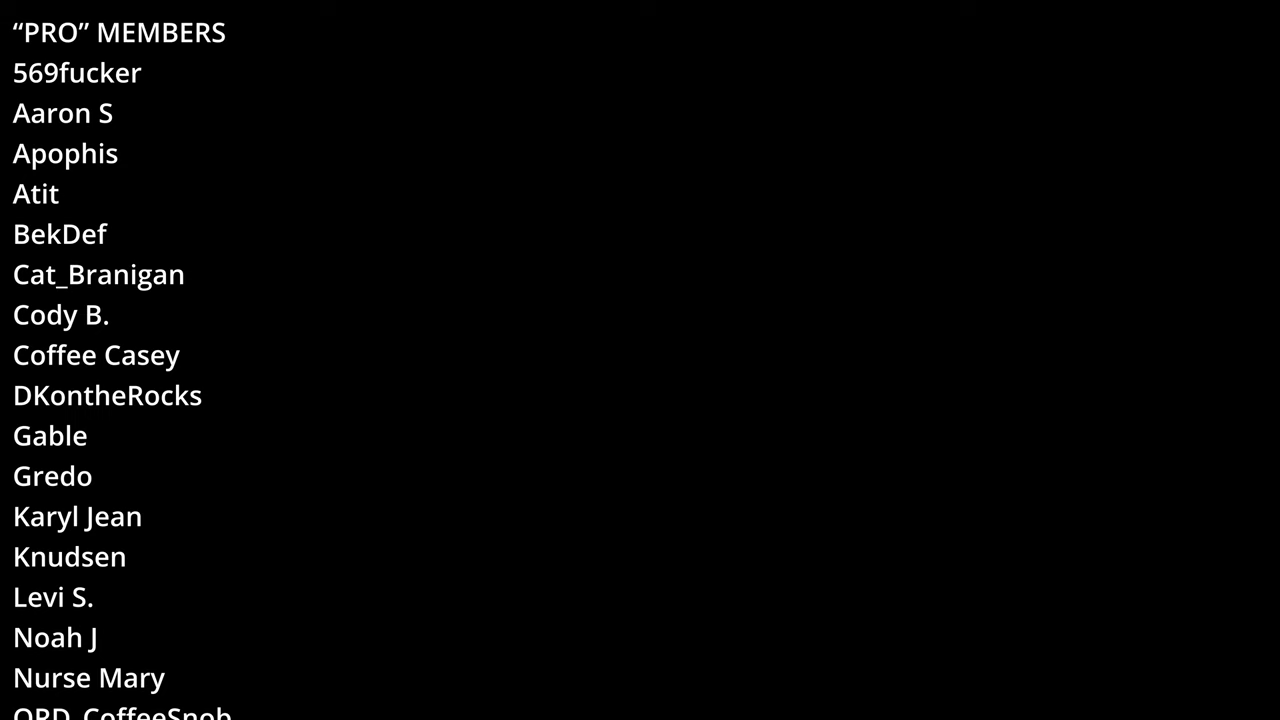 “PRO” MEMBERS
569fucker
Aaron S
Apophis
Atit
BekDef
Cat_Branigan
Cody B.
Coffee Casey
DKontheRocks
Gable
Gredo
Karyl Jean
Knudsen
Levi S.
Noah J
Nurse Mary
ORD_CoffeeSnob